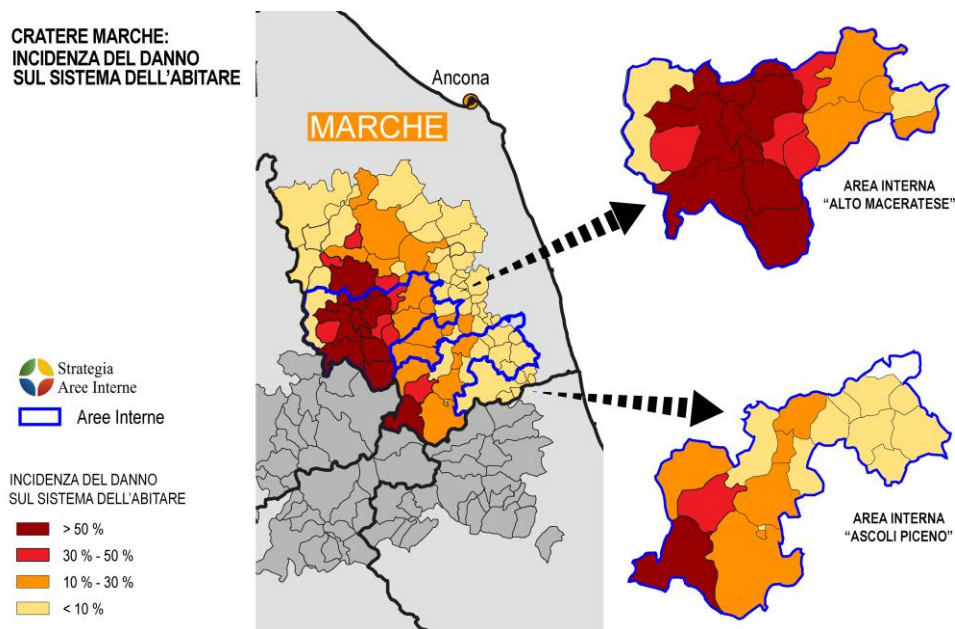 CRATERE MARCHE:
INCIDENZA DEL DANNO
SUL SISTEMA DELL'ABITARE
Ancona
MARCHE
AREA INTERNA
"ALTO MACERATESE"
Strategia
Aree Interne
Aree Interne
INCIDENZA DEL DANNO
SUL SISTEMA DELL'ABITARE
> 50 %
30 % - 50 %
10 % - 30 %
< 10 %
AREA INTERNA
"ASCOLI PICENO"